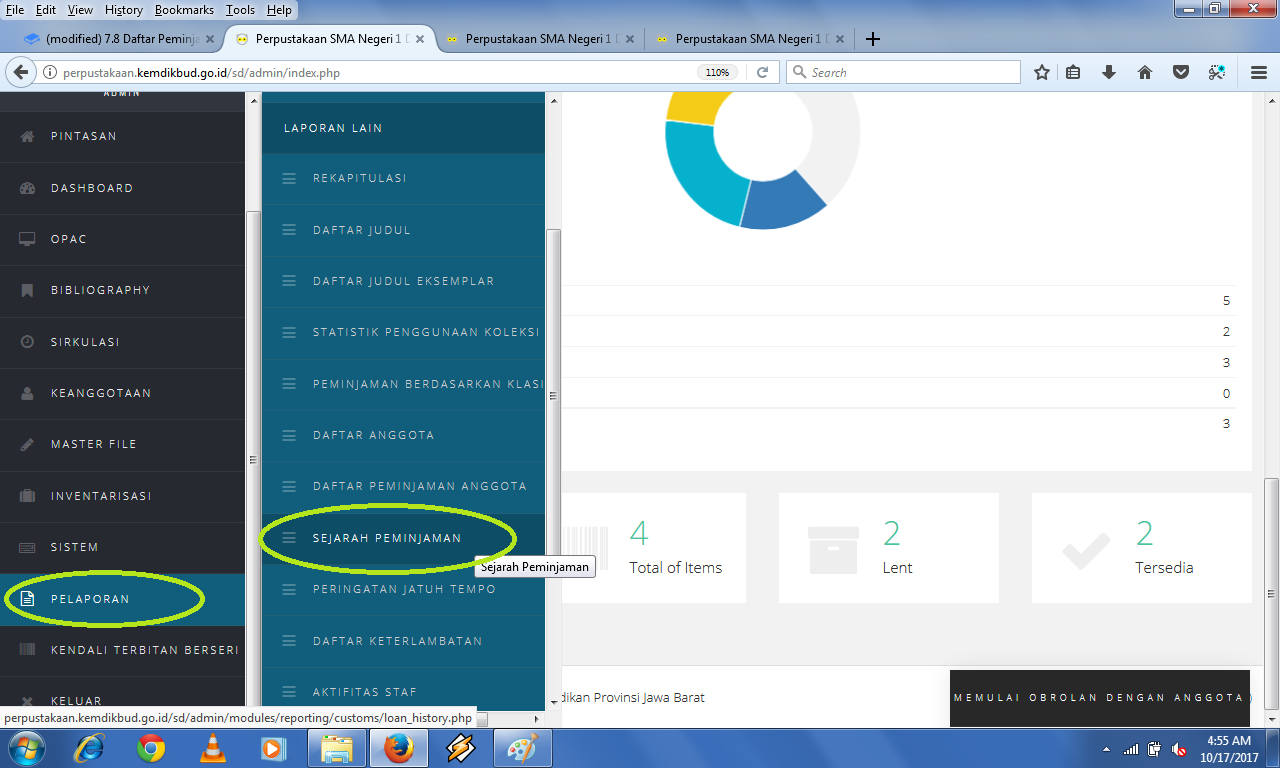 File Edit View History Bookmarks Tools Help
(modified) 7.8 Daftar Peminja
Perpustakaan SMA Negeri 1 D
Perpustakaan SMA Negeri 1 D
Perpustakaan SMA Negeri 1 D
perpustakaan.kemdikbud.go.id/sd/admin/index.php
110%
Search
ADMIN
PINTASAN
DASHBOARD
OPAC
BIBLIOGRAPHY
SIRKULASI
KEANGGOTAAN
MASTER FILE
INVENTARISASI
SISTEM
PELAPORAN
KENDALI TERBITAN BERSERI
KELUAR
LAPORAN LAIN
REKAPITULASI
DAFTAR JUDUL
DAFTAR JUDUL EKSEMPLAR
STATISTIK PENGGUNAAN KOLEKSI
PEMINJAMAN BERDASARKAN KLASI
DAFTAR ANGGOTA
DAFTAR PEMINJAMAN ANGGOTA
SEJARAH PEMINJAMAN
Sejarah Peminjaman
PERINGATAN JATUH TEMPO
DAFTAR KETERLAMBATAN
AKTIFITAS STAF
5
2
3
0
3
4
Total of Items
2
Lent
2
Tersedia
dikan Provinsi Jawa Barat
MEMULAI OBROLAN DENGAN ANGGOTA
perpustakaan.kemdikbud.go.id/sd/admin/modules/reporting/customs/loan_history.php
4:55 AM
10/17/2017